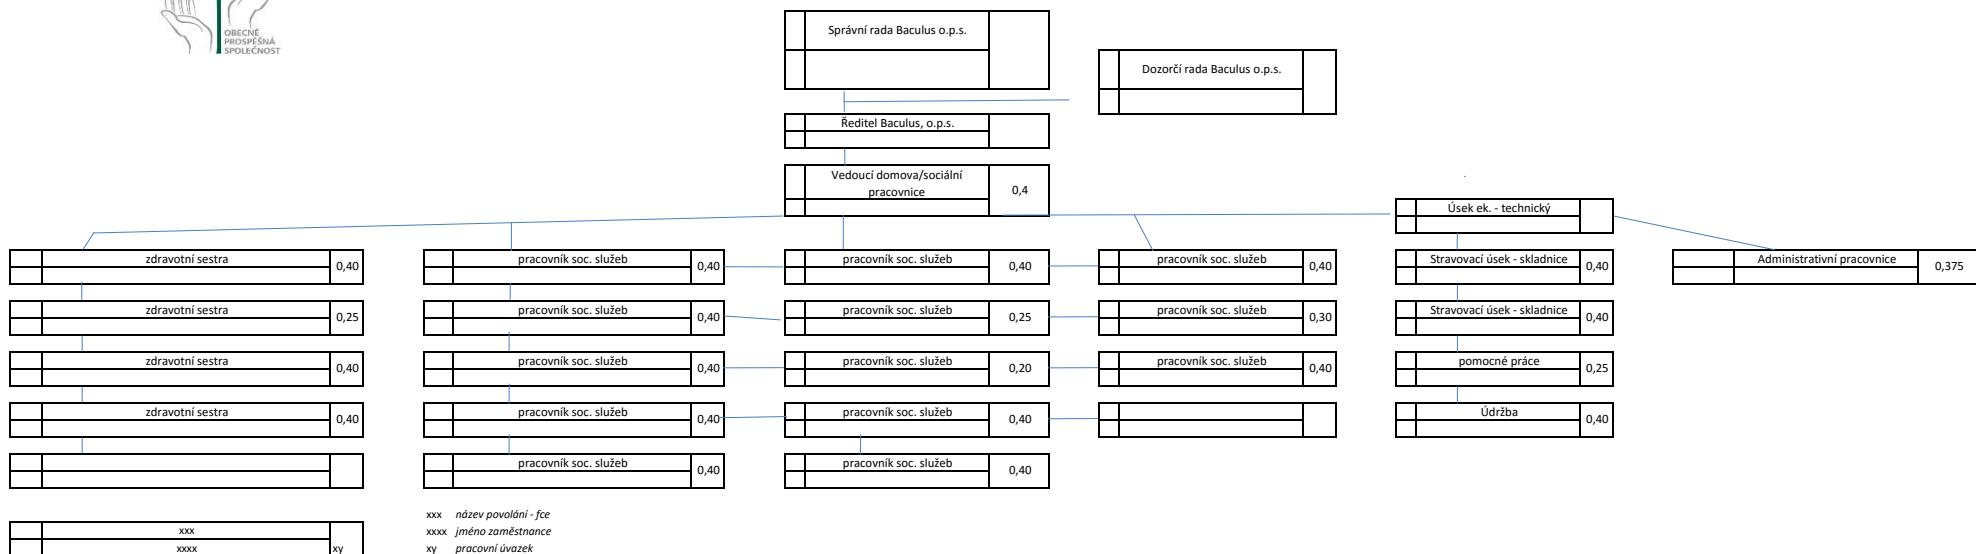 OBECNĚ
PROSPĚŠNÁ
SPOLEČNOST
Správní rada Baculus o.p.s.
Dozorčí rada Baculus o.p.s.
Ředitel Baculus, o.p.s.
Vedoucí domova/sociální
pracovnice
0,4
Úsek ek. - technický
zdravotní sestra 0,40
pracovník soc. služeb 0,40
pracovník soc. služeb 0,40
pracovník soc. služeb 0,40
Stravovací úsek - skladnice 0,40
Administrativní pracovnice 0,375
zdravotní sestra 0,25
pracovník soc. služeb 0,40
pracovník soc. služeb 0,25
pracovník soc. služeb 0,30
Stravovací úsek - skladnice 0,40
zdravotní sestra 0,40
pracovník soc. služeb 0,40
pracovník soc. služeb 0,20
pracovník soc. služeb 0,40
pomocné práce 0,25
zdravotní sestra 0,40
pracovník soc. služeb 0,40
pracovník soc. služeb 0,40
Údržba 0,40
pracovník soc. služeb 0,40
pracovník soc. služeb 0,40
xxx
xxxx xy
xxx název povolání - fce
xxxx jméno zaměstnance
xy pracovní úvazek